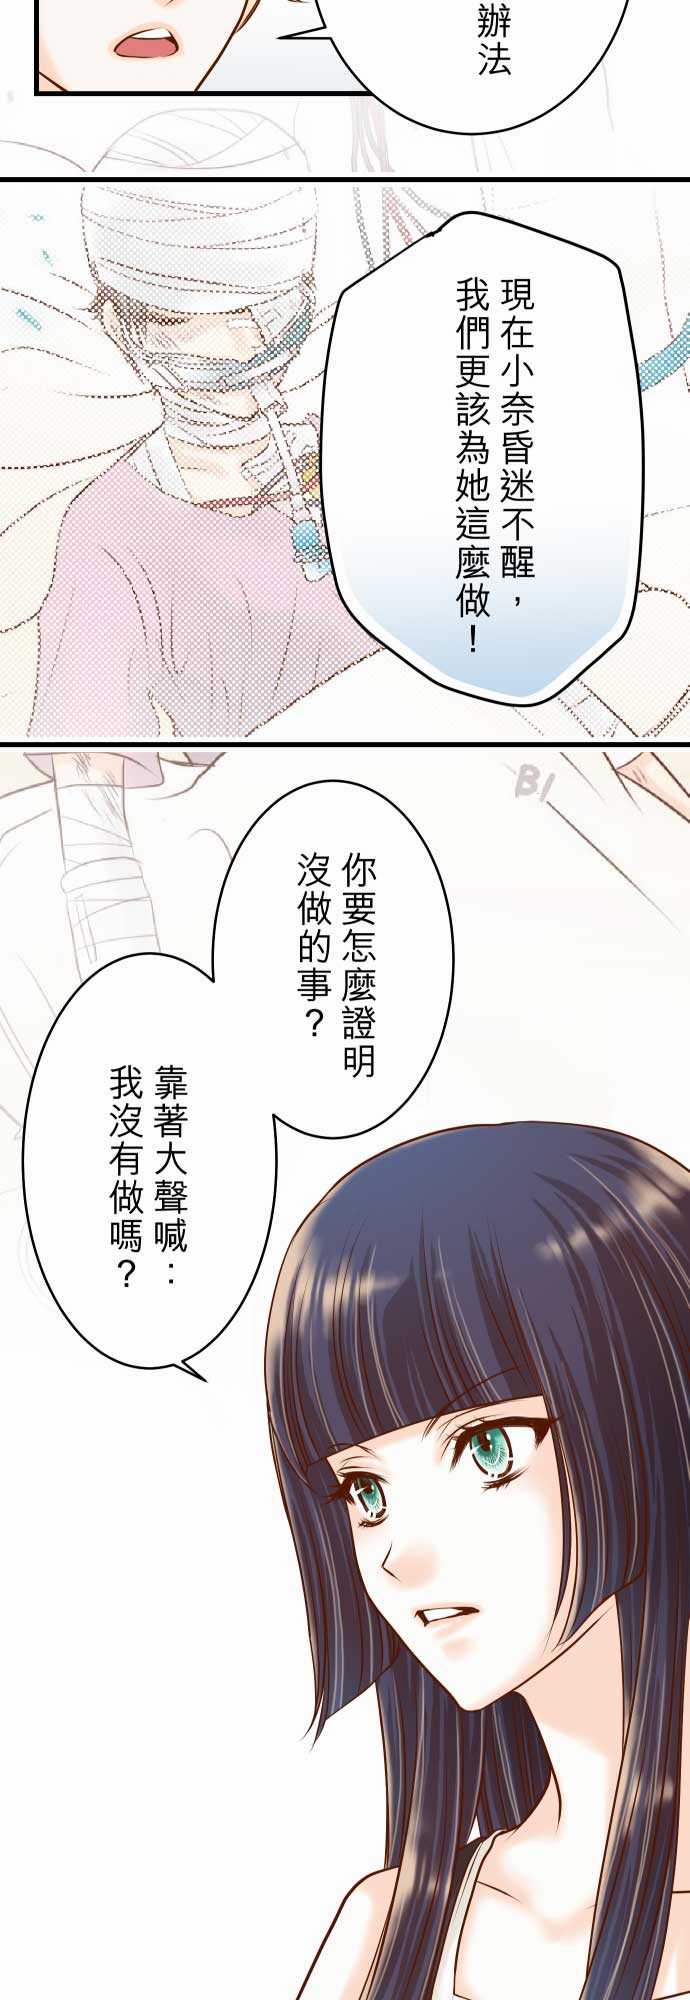 辦法
現在小奈昏迷不醒，
我們更該為她這麼做！
你要怎麼證明
沒做的事？
靠著大聲喊：
我沒有做嗎？
BI